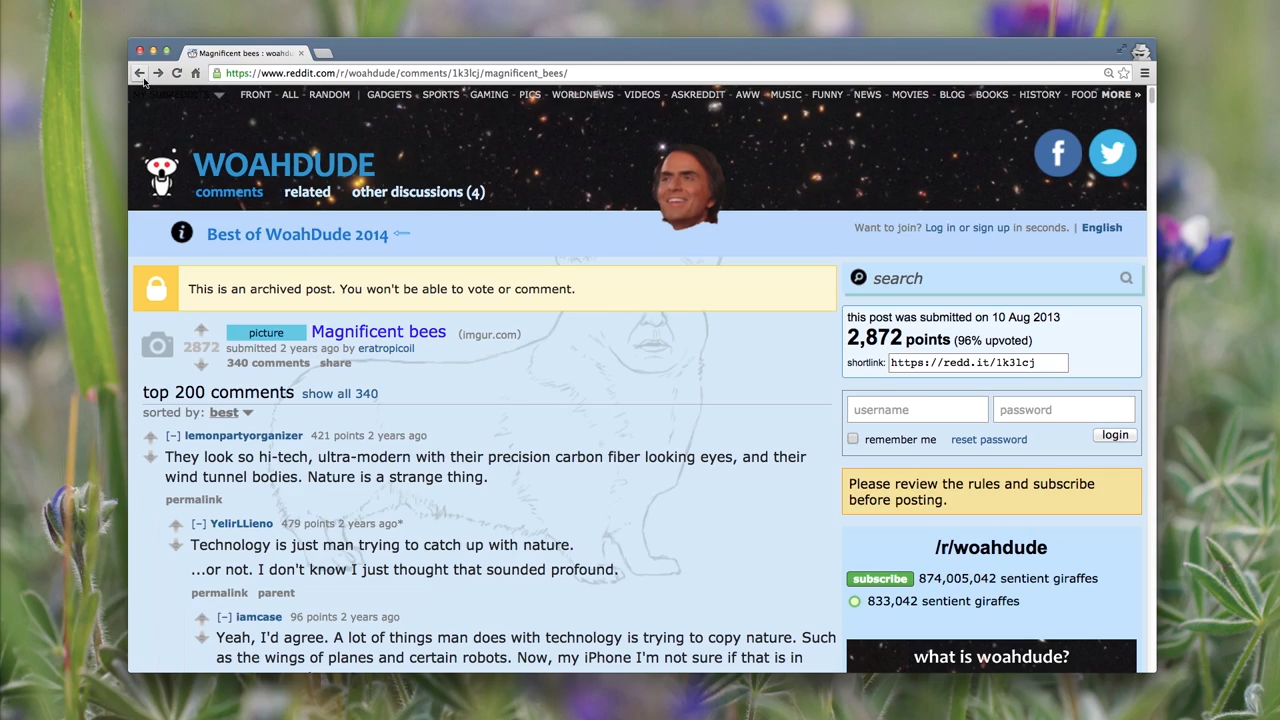 Magnificent bees : woahdu
https://www.reddit.com/r/woahdude/comments/1k3lcj/magnificent_bees/
FRONT - ALL - RANDOM | GADGETS - SPORTS - GAMING - PICS - WORLDNEWS - VIDEOS - ASKREDDIT - AWW - MUSIC - FUNNY - NEWS - MOVIES - BLOG - BOOKS - HISTORY - FOOD MORE »
WOAHDUDE
comments related other discussions (4)
f
Best of WoahDude 2014
Want to join? Log in or sign up in seconds. | English
This is an archived post. You won't be able to vote or comment.
2872
picture Magnificent bees (imgur.com)
submitted 2 years ago by eratropicoil
340 comments share
top 200 comments show all 340
sorted by: best
[–] lemonpartyorganizer 421 points 2 years ago
They look so hi-tech, ultra-modern with their precision carbon fiber looking eyes, and their
wind tunnel bodies. Nature is a strange thing.
permalink
[–] YelirLLieno 479 points 2 years ago*
Technology is just man trying to catch up with nature.
...or not. I don't know I just thought that sounded profound.
permalink parent
[–] iamcase 96 points 2 years ago
Yeah, I'd agree. A lot of things man does with technology is trying to copy nature. Such
as the wings of planes and certain robots. Now, my iPhone I'm not sure if that is in
search
this post was submitted on 10 Aug 2013
2,872 points (96% upvoted)
shortlink: https://redd.it/1k3lcj
username password
remember me reset password login
Please review the rules and subscribe
before posting.
/r/woahdude
subscribe 874,005,042 sentient giraffes
833,042 sentient giraffes
what is woahdude?